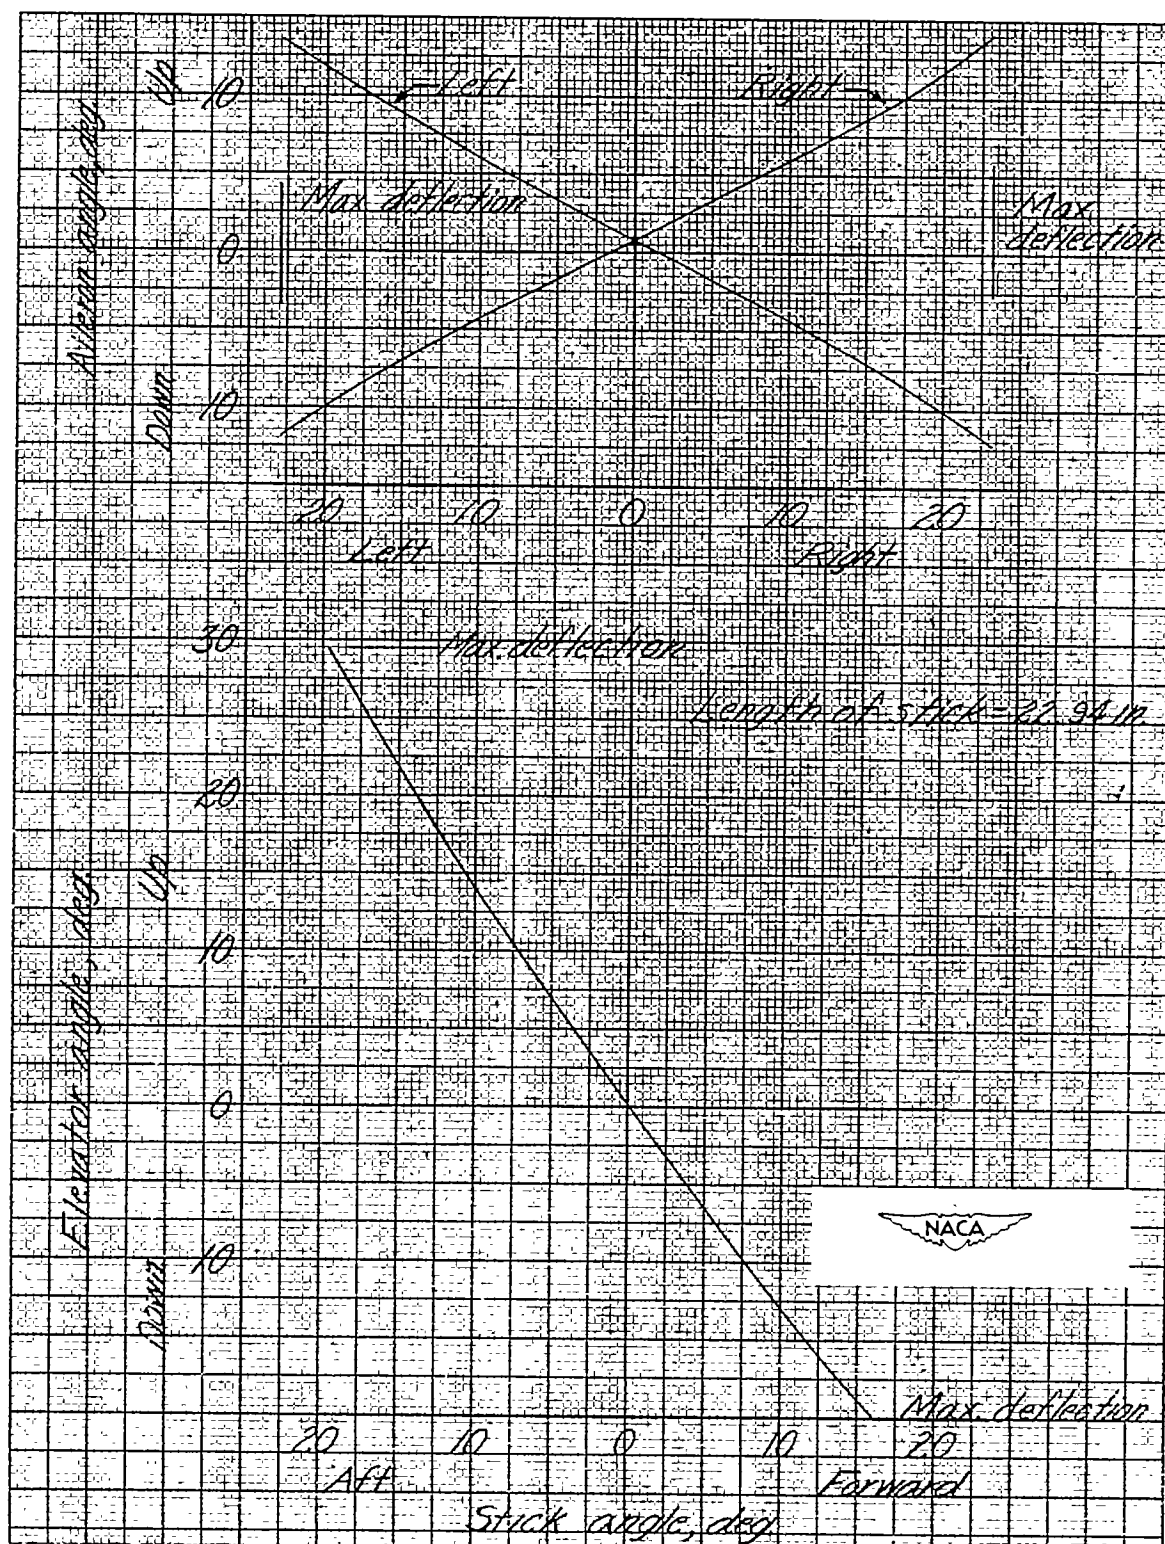 Aileron angle, deg
Up
10
0
10
Down
Left
Right
Max. deflection
Max.
deflection
20 10 0 10 20
Left Right
Elevator angle, deg.
Up
30
20
10
0
10
Down
Max. deflection
Length of stick = 22.94 in.
NACA
Max. deflection
20 10 0 10 20
Aft Forward
Stick angle, deg